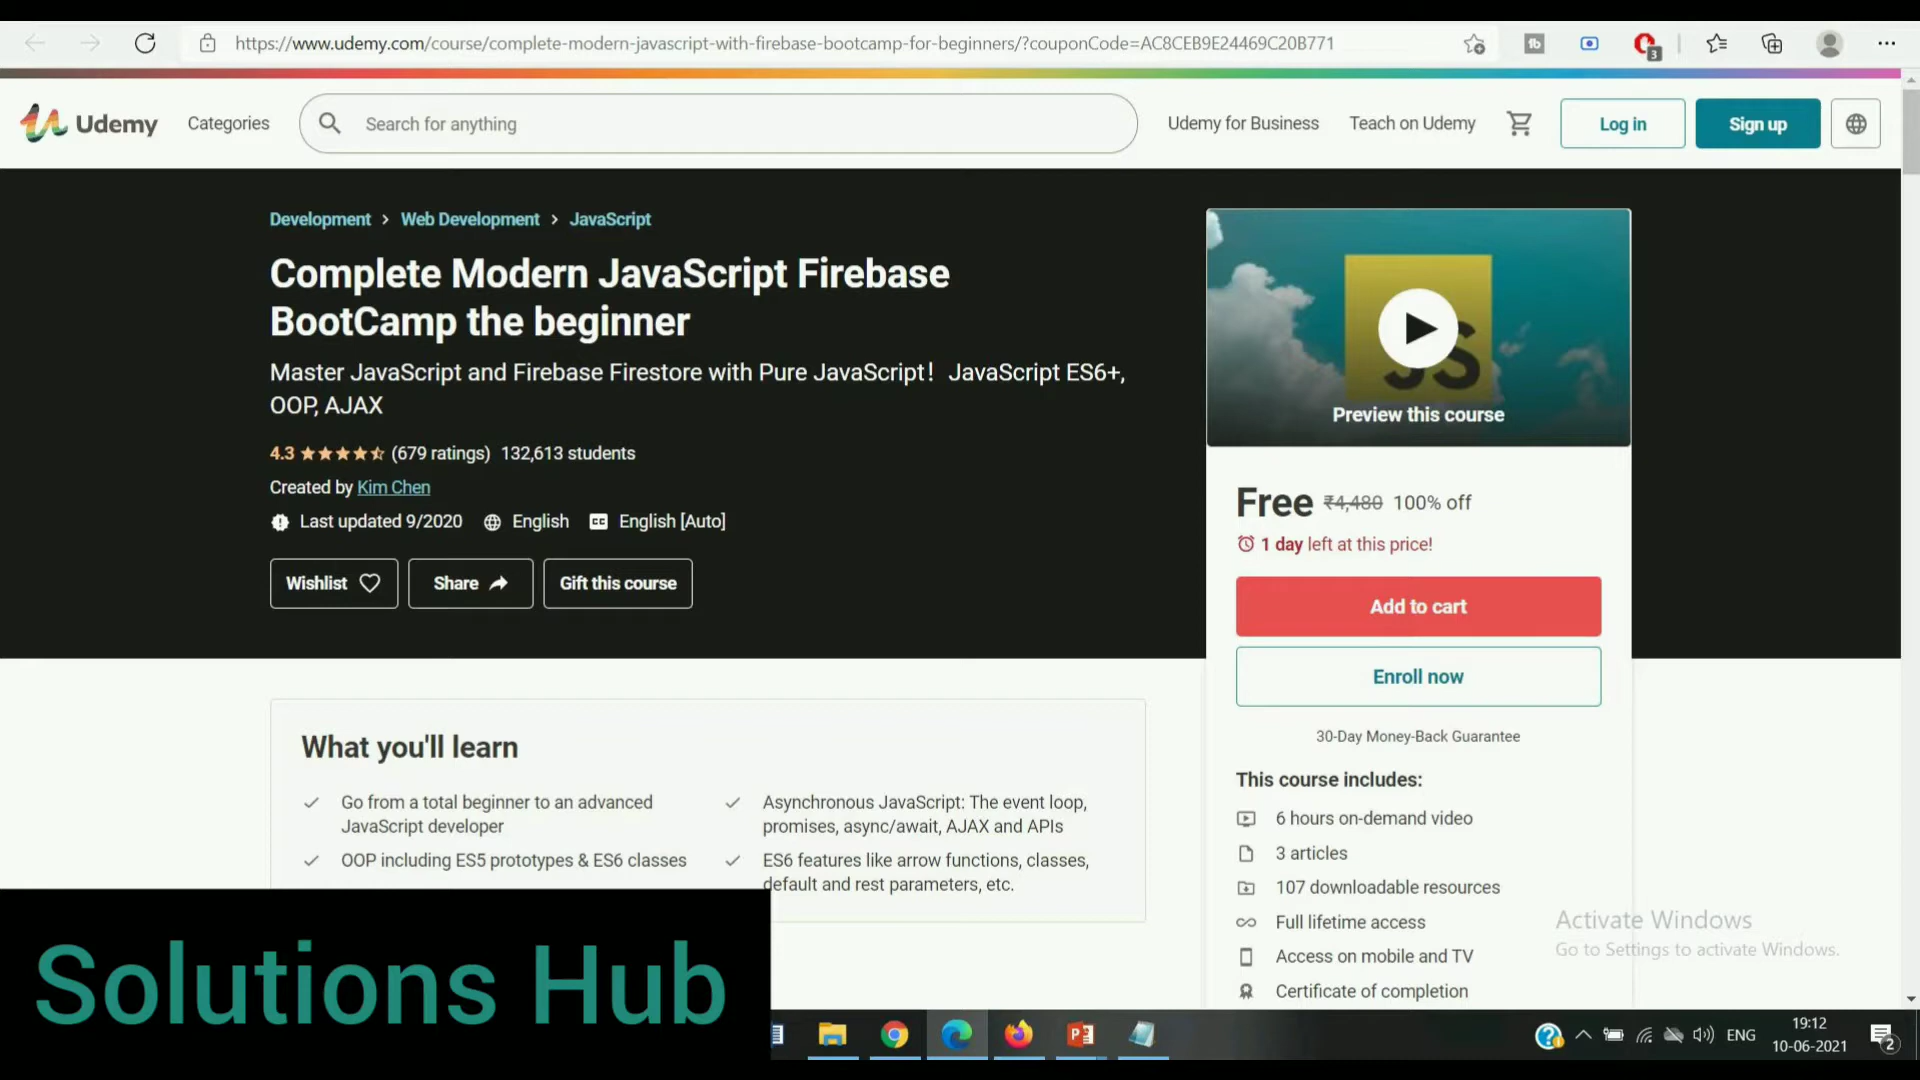 https://www.udemy.com/course/complete-modern-javascript-with-firebase-bootcamp-for-beginners/?couponCode=AC8CEB9E24469C20B771
3
Udemy
Categories
Search for anything
Udemy for Business
Teach on Udemy
Log in
Sign up
Development > Web Development > JavaScript
Complete Modern JavaScript Firebase
BootCamp the beginner
Master JavaScript and Firebase Firestore with Pure JavaScript！JavaScript ES6+,
OOP, AJAX
4.3 (679 ratings) 132,613 students
Created by Kim Chen
Last updated 9/2020 English English [Auto]
Wishlist
Share
Gift this course
JS
Preview this course
Free ₹4,480 100% off
1 day left at this price!
Add to cart
Enroll now
30-Day Money-Back Guarantee
This course includes:
6 hours on-demand video
3 articles
107 downloadable resources
Full lifetime access
Access on mobile and TV
Certificate of completion
What you'll learn
Go from a total beginner to an advanced
JavaScript developer
OOP including ES5 prototypes & ES6 classes
Asynchronous JavaScript: The event loop,
promises, async/await, AJAX and APIs
ES6 features like arrow functions, classes,
default and rest parameters, etc.
Activate Windows
Go to Settings to activate Windows.
Solutions Hub
ENG
19:12
10-06-2021
2